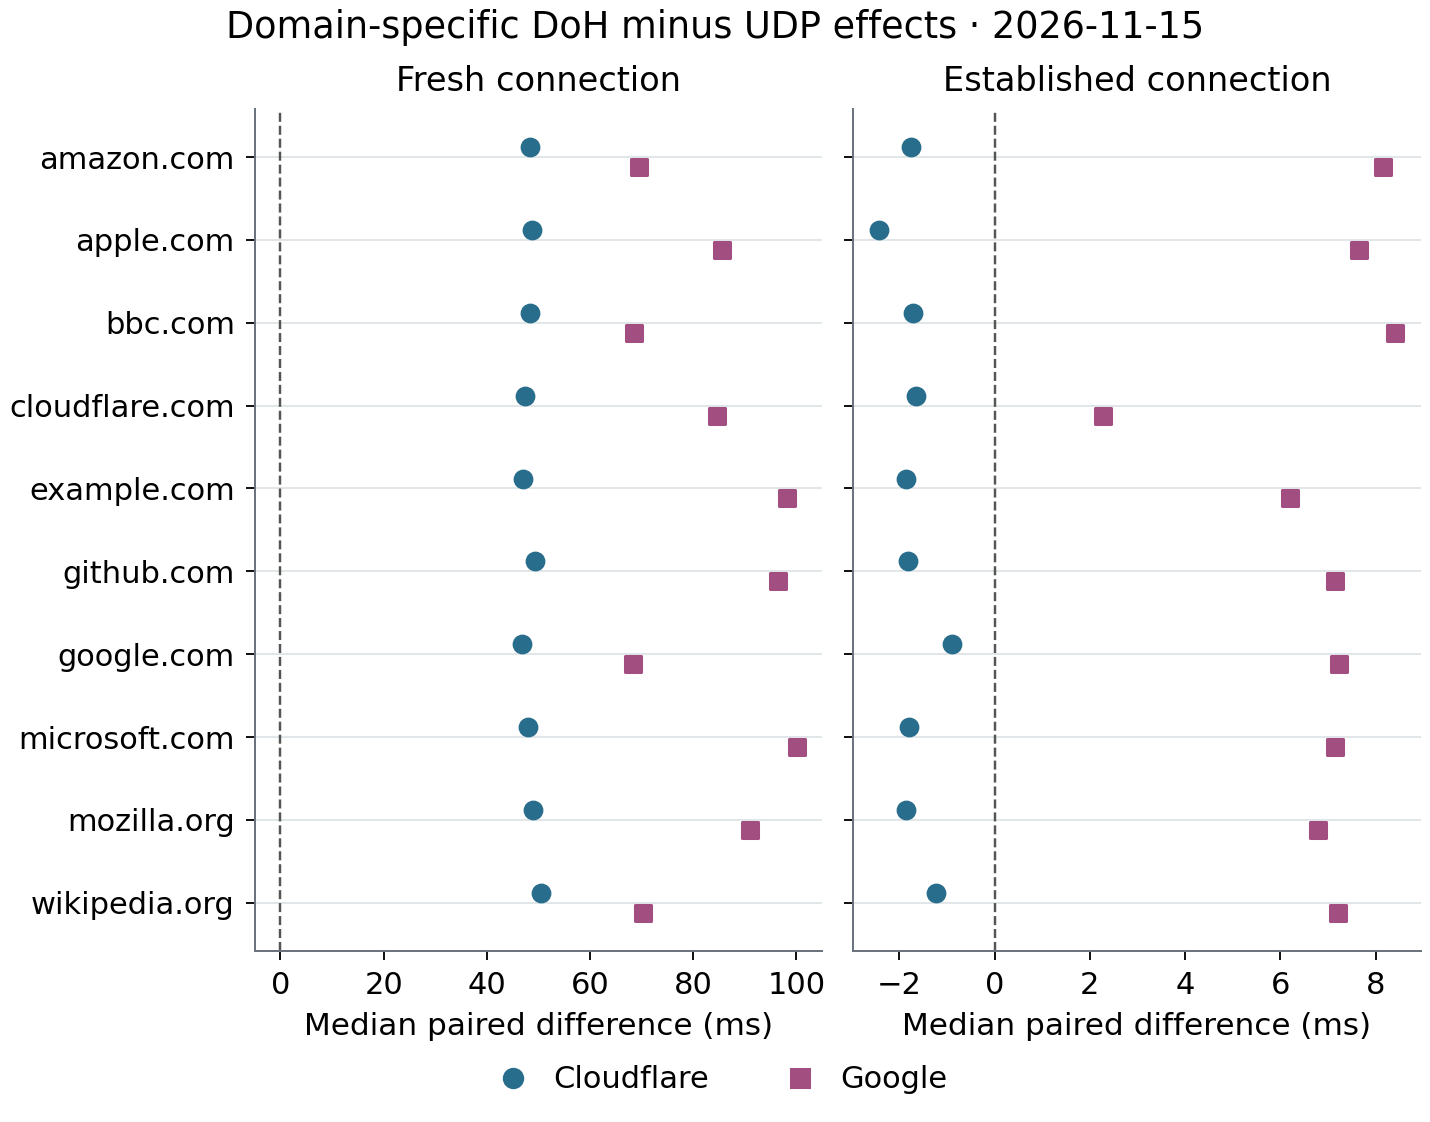 Domain-specific DoH minus UDP effects · 2026-11-15
Fresh connection
Established connection
amazon.com
apple.com
bbc.com
cloudflare.com
example.com
github.com
google.com
microsoft.com
mozilla.org
wikipedia.org
0 20 40 60 80 100
−2 0 2 4 6 8
Median paired difference (ms)
Median paired difference (ms)
Cloudflare
Google